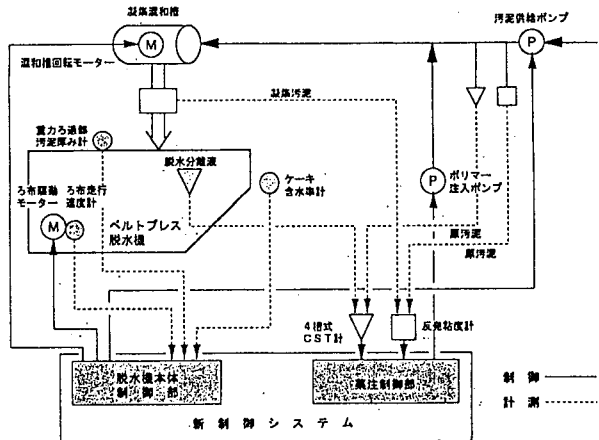 凝集混和槽
汚泥供給ポンプ
M
P
混和槽回転モーター
凝集汚泥
重力ろ過部
汚泥厚み計
脱水分離液
ケーキ
含水率計
P
ポリマー
注入ポンプ
ろ布駆動
モーター
ろ布走行
速度計
M
ベルトプレス
脱水機
原汚泥
原汚泥
4槽式
CST計
反発粘度計
脱水機本体
制御部
薬注制御部
制御
計測
新制御システム